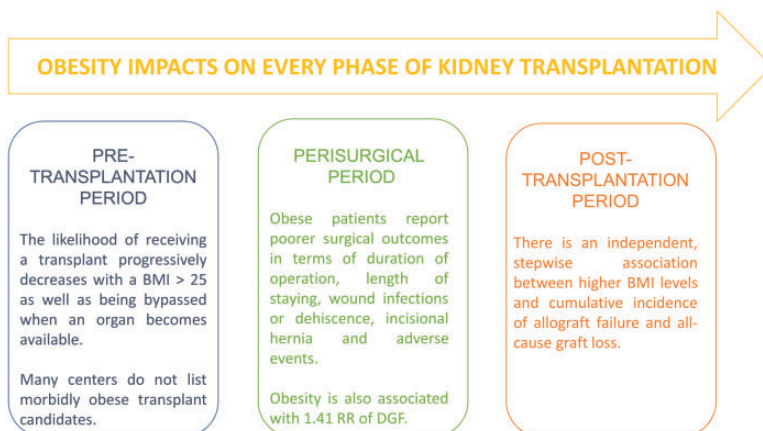 OBESITY IMPACTS ON EVERY PHASE OF KIDNEY TRANSPLANTATION
PRE-
TRANSPLANTATION
PERIOD
The likelihood of receiving
a transplant progressively
decreases with a BMI > 25
as well as being bypassed
when an organ becomes
available.
Many centers do not list
morbidly obese transplant
candidates.
PERISURGICAL
PERIOD
Obese patients report
poorer surgical outcomes
in terms of duration of
operation, length of
staying, wound infections
or dehiscence, incisional
hernia and adverse
events.
Obesity is also associated
with 1.41 RR of DGF.
POST-
TRANSPLANTATION
PERIOD
There is an independent,
stepwise association
between higher BMI levels
and cumulative incidence
of allograft failure and all-
cause graft loss.